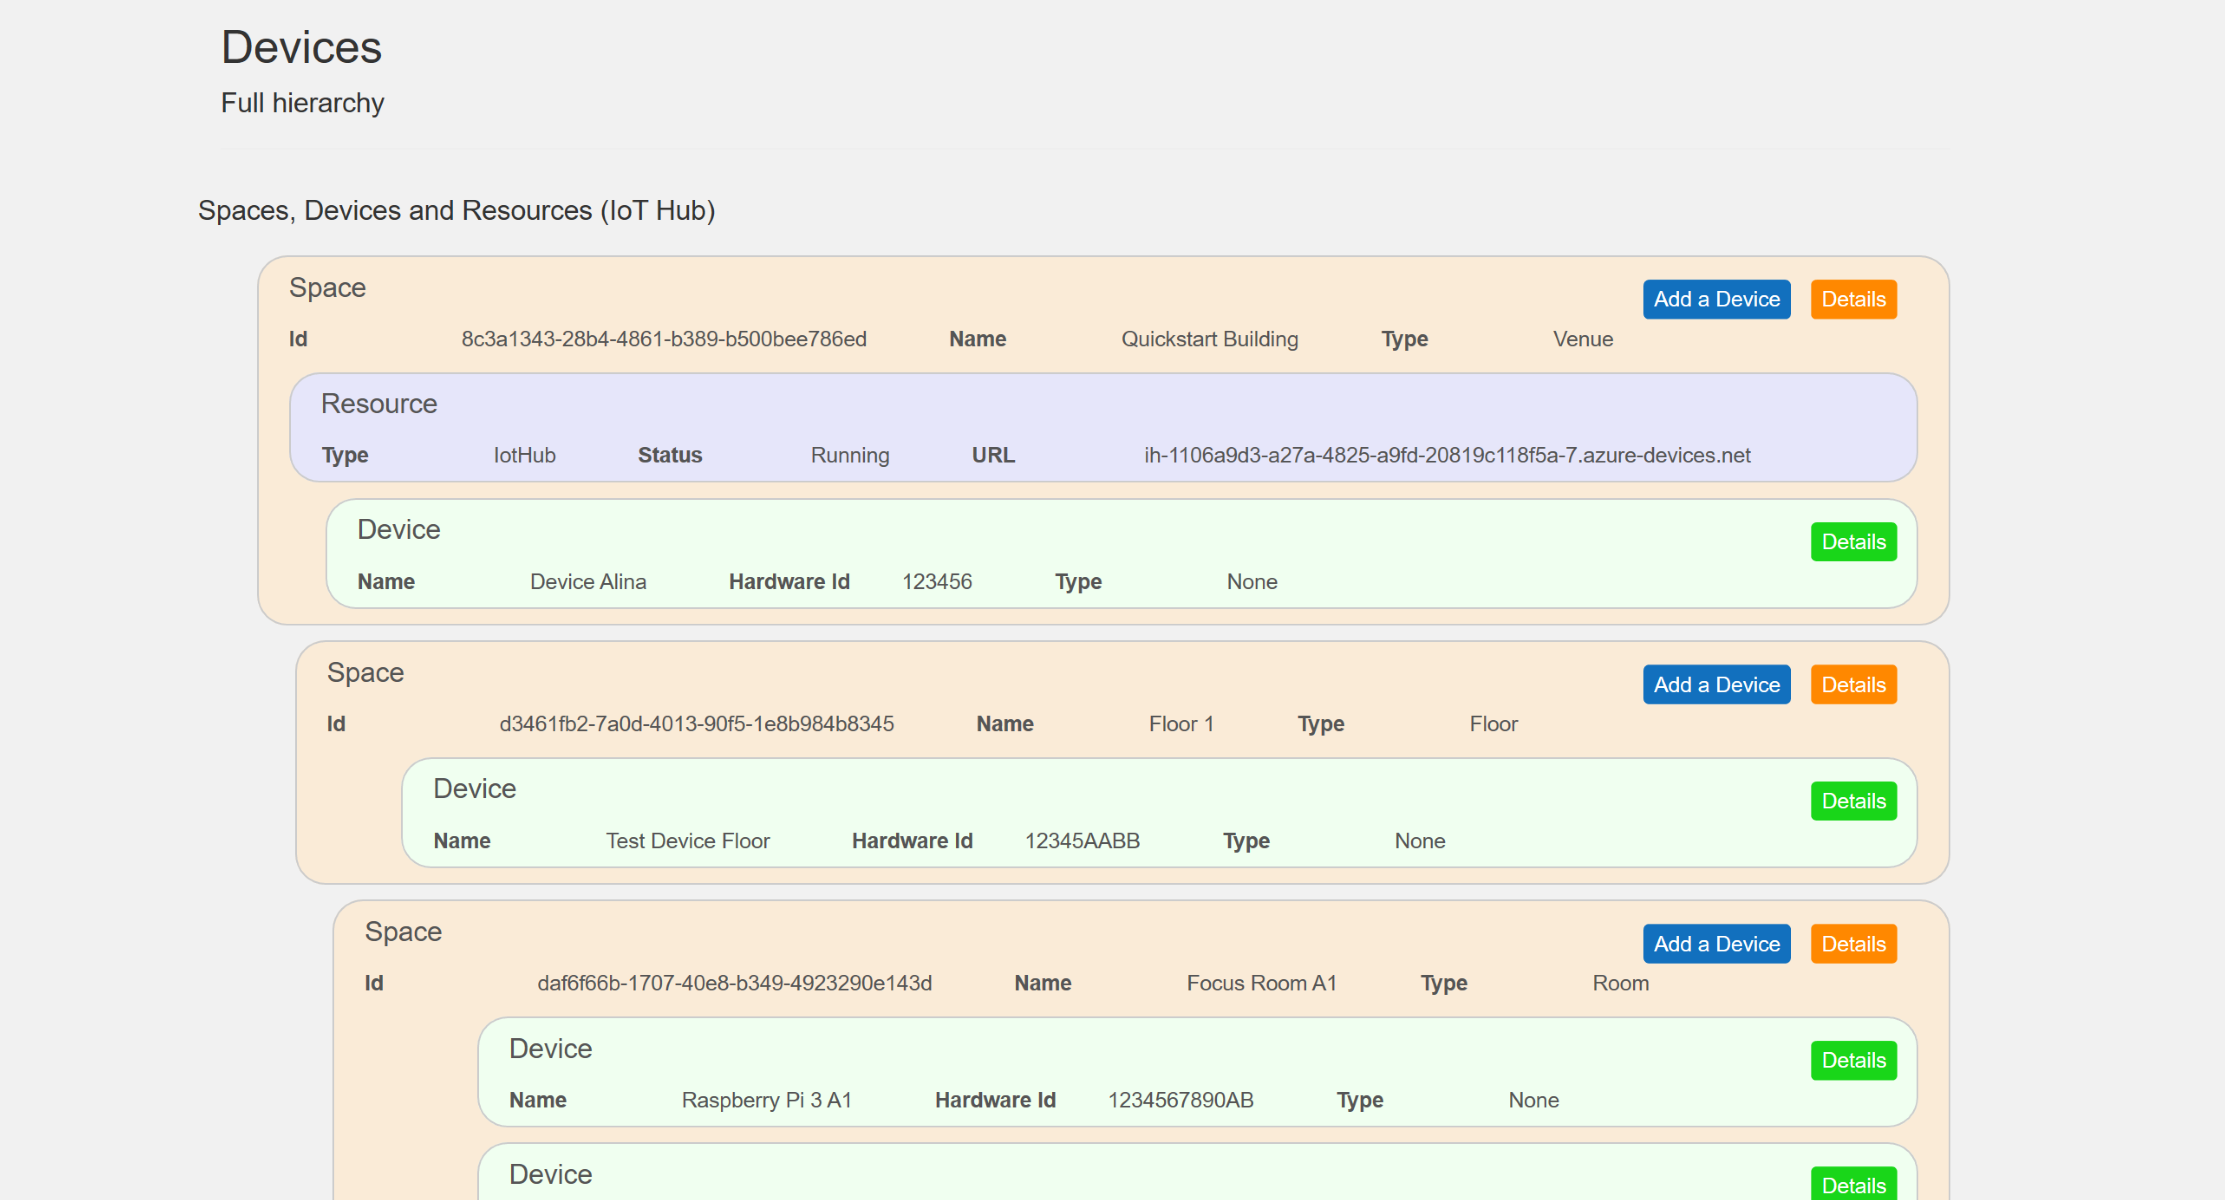 Devices
Full hierarchy
Spaces, Devices and Resources (IoT Hub)
Space
Add a Device Details
Id 8c3a1343-28b4-4861-b389-b500bee786ed Name Quickstart Building Type Venue
Resource
Type IotHub Status Running URL ih-1106a9d3-a27a-4825-a9fd-20819c118f5a-7.azure-devices.net
Device
Details
Name Device Alina Hardware Id 123456 Type None
Space
Add a Device Details
Id d3461fb2-7a0d-4013-90f5-1e8b984b8345 Name Floor 1 Type Floor
Device
Details
Name Test Device Floor Hardware Id 12345AABB Type None
Space
Add a Device Details
Id daf6f66b-1707-40e8-b349-4923290e143d Name Focus Room A1 Type Room
Device
Details
Name Raspberry Pi 3 A1 Hardware Id 1234567890AB Type None
Device
Details